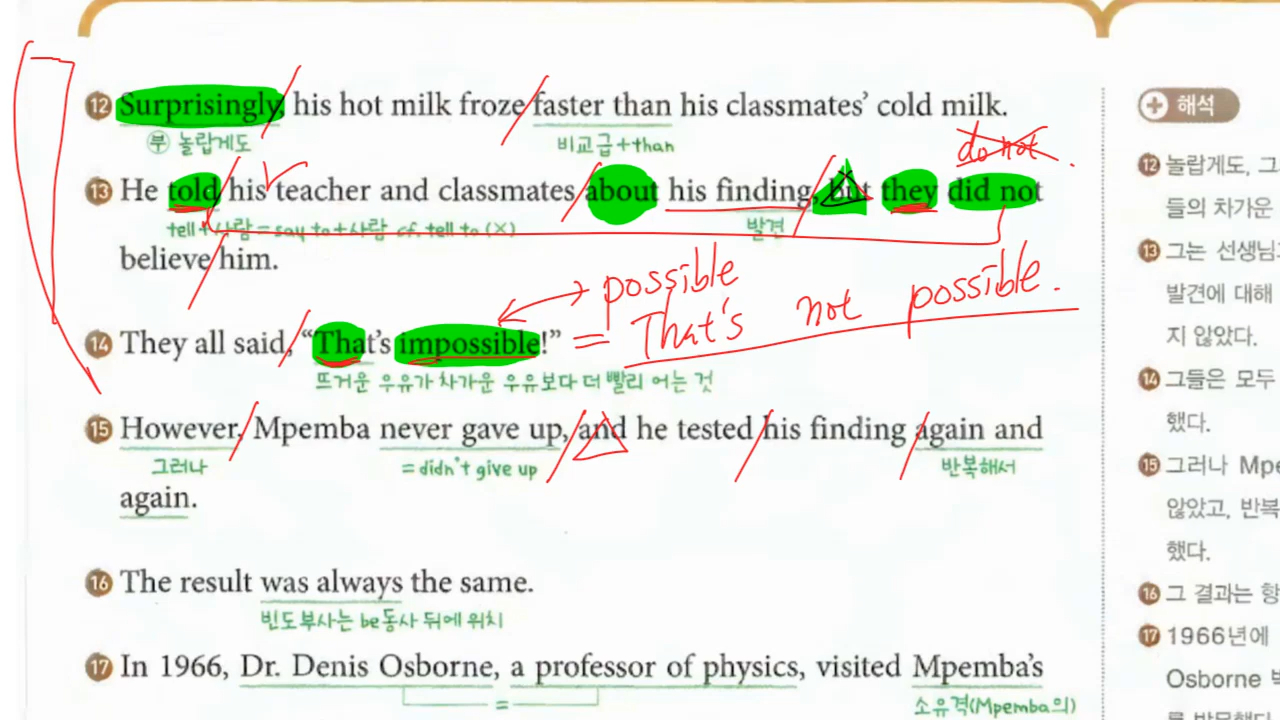 ⑫ Surprisingly, his hot milk froze faster than his classmates' cold milk.
부 놀랍게도 비교급+than
do not.
⑬ He told his teacher and classmates about his finding, but they did not
tell+사람=say to+사람 cf. tell to (X) 발견
believe him.
possible
⑭ They all said, "That's impossible!" = That's not possible.
뜨거운 우유가 차가운 우유보다 더 빨리 어는 것
⑮ However, Mpemba never gave up, and he tested his finding again and
그러나 =didn't give up 반복해서
again.
⑯ The result was always the same.
빈도부사는 be동사 뒤에 위치
⑰ In 1966, Dr. Denis Osborne, a professor of physics, visited Mpemba's
= 소유격(Mpemba의)
해석
⑫ 놀랍게도, 그
들의 차가운
⑬ 그는 선생님
발견에 대해
지 않았다.
⑭ 그들은 모두
했다.
⑮ 그러나 Mpe
않았고, 반복
했다.
⑯ 그 결과는 항
⑰ 1966년에
Osborne